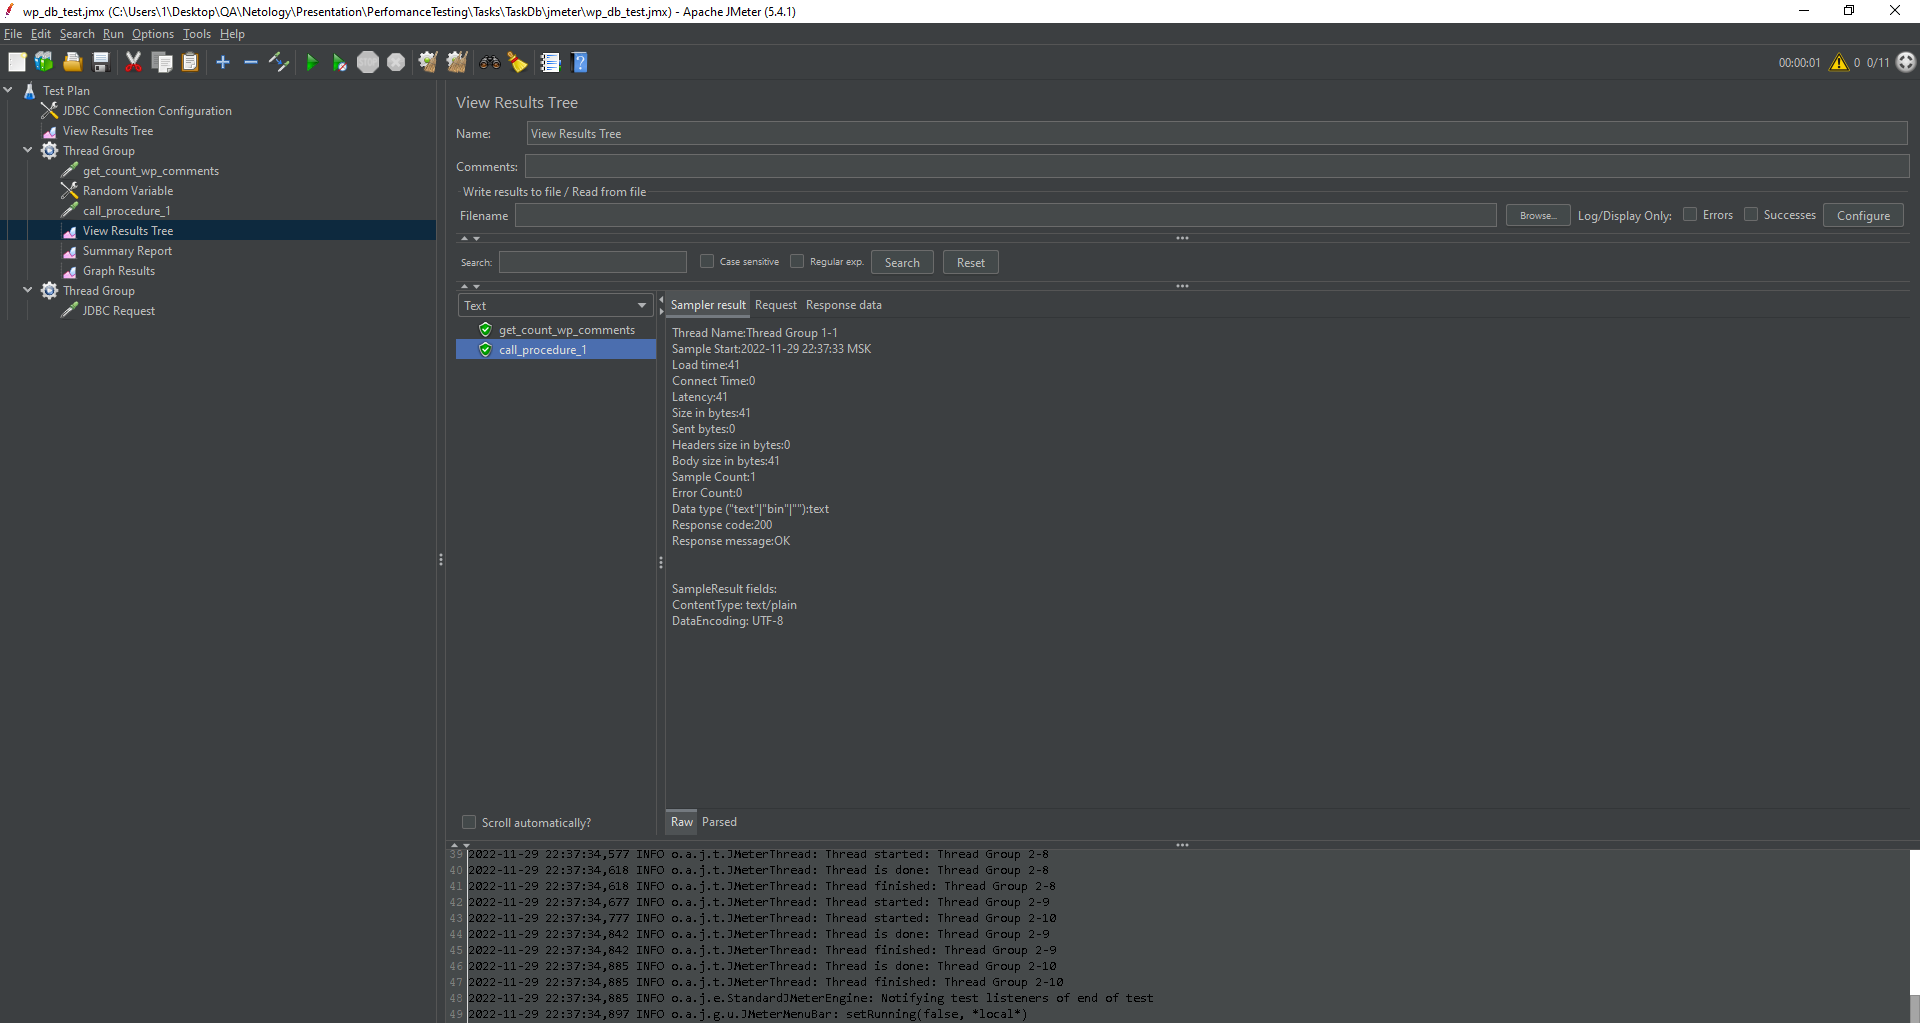 wp_db_test.jmx (C:\Users\1\Desktop\QA\Netology\Presentation\PerfomanceTesting\Tasks\TaskDb\jmeter\wp_db_test.jmx) - Apache JMeter (5.4.1)
File Edit Search Run Options Tools Help
STOP
00:00:01 0 0/11
Test Plan
JDBC Connection Configuration
View Results Tree
Thread Group
get_count_wp_comments
Random Variable
call_procedure_1
View Results Tree
Summary Report
Graph Results
Thread Group
JDBC Request
View Results Tree
Name: View Results Tree
Comments:
Write results to file / Read from file
Filename Browse... Log/Display Only: Errors Successes Configure
Search: Case sensitive Regular exp. Search Reset
Text
get_count_wp_comments
call_procedure_1
Scroll automatically?
Sampler result Request Response data
Thread Name:Thread Group 1-1
Sample Start:2022-11-29 22:37:33 MSK
Load time:41
Connect Time:0
Latency:41
Size in bytes:41
Sent bytes:0
Headers size in bytes:0
Body size in bytes:41
Sample Count:1
Error Count:0
Data type ("text"|"bin"|""):text
Response code:200
Response message:OK
SampleResult fields:
ContentType: text/plain
DataEncoding: UTF-8
Raw Parsed
39 2022-11-29 22:37:34,577 INFO o.a.j.t.JMeterThread: Thread started: Thread Group 2-8
40 2022-11-29 22:37:34,618 INFO o.a.j.t.JMeterThread: Thread is done: Thread Group 2-8
41 2022-11-29 22:37:34,618 INFO o.a.j.t.JMeterThread: Thread finished: Thread Group 2-8
42 2022-11-29 22:37:34,677 INFO o.a.j.t.JMeterThread: Thread started: Thread Group 2-9
43 2022-11-29 22:37:34,777 INFO o.a.j.t.JMeterThread: Thread started: Thread Group 2-10
44 2022-11-29 22:37:34,842 INFO o.a.j.t.JMeterThread: Thread is done: Thread Group 2-9
45 2022-11-29 22:37:34,842 INFO o.a.j.t.JMeterThread: Thread finished: Thread Group 2-9
46 2022-11-29 22:37:34,885 INFO o.a.j.t.JMeterThread: Thread is done: Thread Group 2-10
47 2022-11-29 22:37:34,885 INFO o.a.j.t.JMeterThread: Thread finished: Thread Group 2-10
48 2022-11-29 22:37:34,885 INFO o.a.j.e.StandardJMeterEngine: Notifying test listeners of end of test
49 2022-11-29 22:37:34,897 INFO o.a.j.g.u.JMeterMenuBar: setRunning(false, *local*)